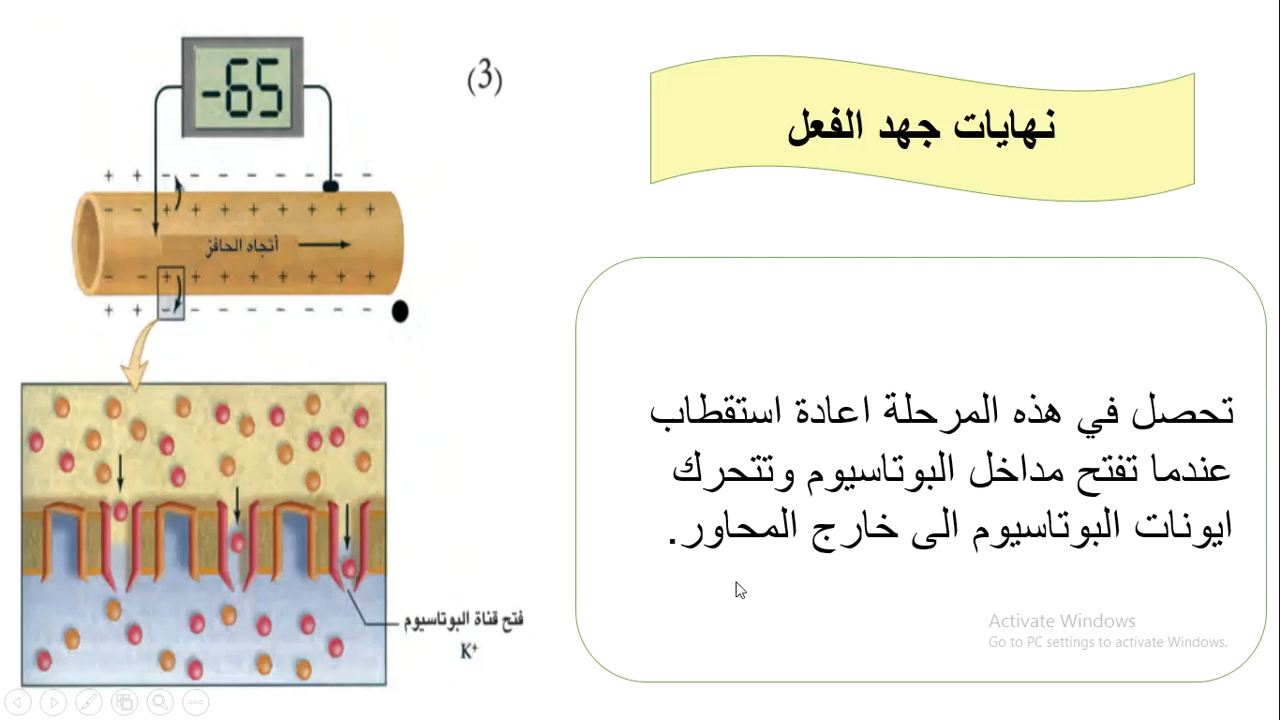 -65
(3)
نهايات جهد الفعل
أتجاه الحافز
تحصل في هذه المرحلة اعادة استقطاب
عندما تفتح مداخل البوتاسيوم وتتحرك
ايونات البوتاسيوم الى خارج المحاور.
فتح قناة البوتاسيوم
K⁺
Activate Windows
Go to PC settings to activate Windows.